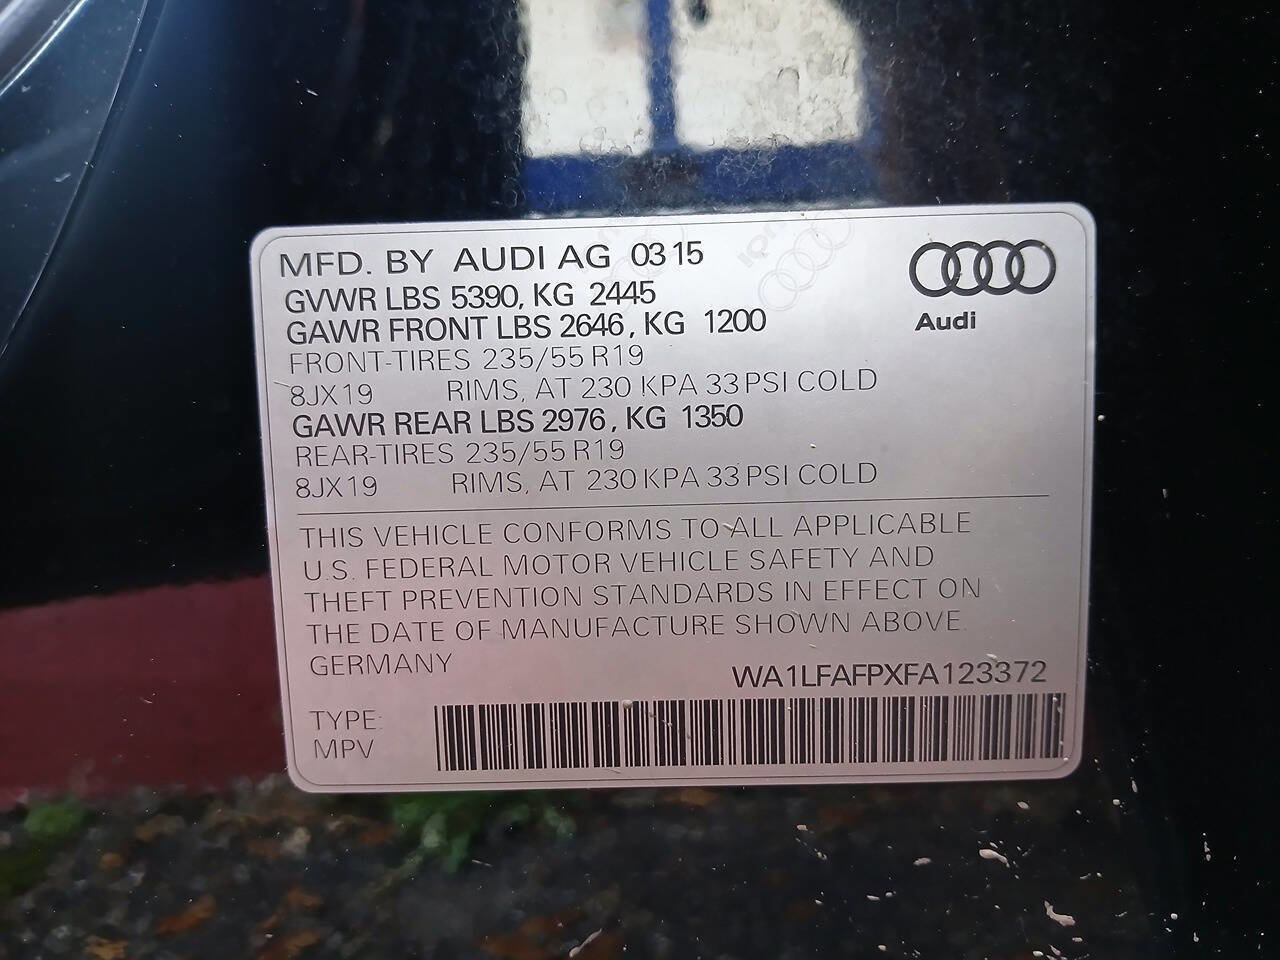 MFD. BY AUDI AG 03 15
GVWR LBS 5390, KG 2445
GAWR FRONT LBS 2646, KG 1200
FRONT-TIRES 235/55 R19
8JX19 RIMS, AT 230 KPA 33 PSI COLD
GAWR REAR LBS 2976, KG 1350
REAR-TIRES 235/55 R19
8JX19 RIMS, AT 230 KPA 33 PSI COLD
Audi
THIS VEHICLE CONFORMS TO ALL APPLICABLE
U.S. FEDERAL MOTOR VEHICLE SAFETY AND
THEFT PREVENTION STANDARDS IN EFFECT ON
THE DATE OF MANUFACTURE SHOWN ABOVE.
GERMANY
WA1LFAFPXFA123372
TYPE:
MPV